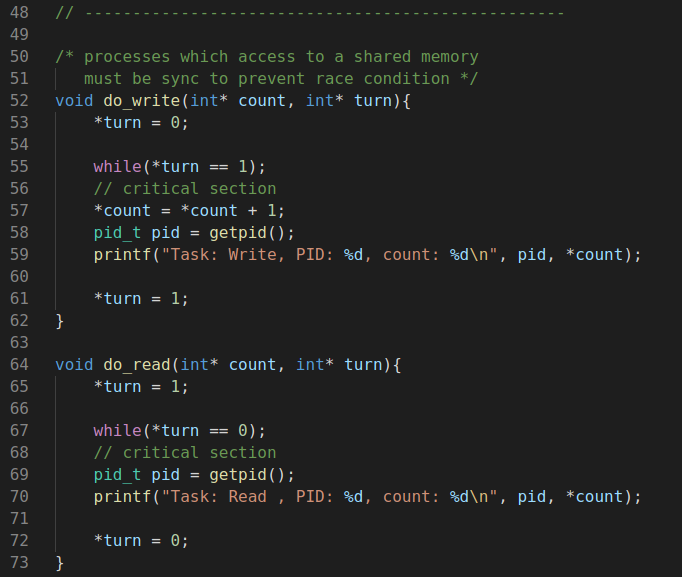 48 // --------------------------------------------------
49
50 /* processes which access to a shared memory
51    must be sync to prevent race condition */
52 void do_write(int* count, int* turn){
53     *turn = 0;
54
55     while(*turn == 1);
56     // critical section
57     *count = *count + 1;
58     pid_t pid = getpid();
59     printf("Task: Write, PID: %d, count: %d\n", pid, *count);
60
61     *turn = 1;
62 }
63
64 void do_read(int* count, int* turn){
65     *turn = 1;
66
67     while(*turn == 0);
68     // critical section
69     pid_t pid = getpid();
70     printf("Task: Read , PID: %d, count: %d\n", pid, *count);
71
72     *turn = 0;
73 }